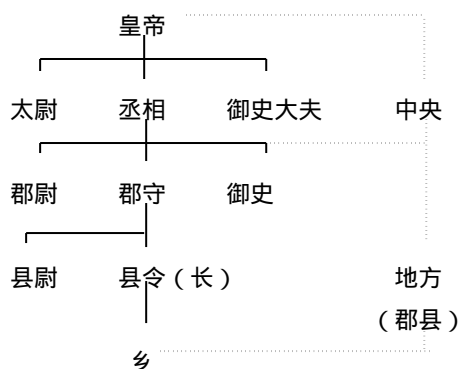 皇帝
太尉 丞相 御史大夫 中央
郡尉 郡守 御史
县尉 县令（长） 地方
（郡县）
乡